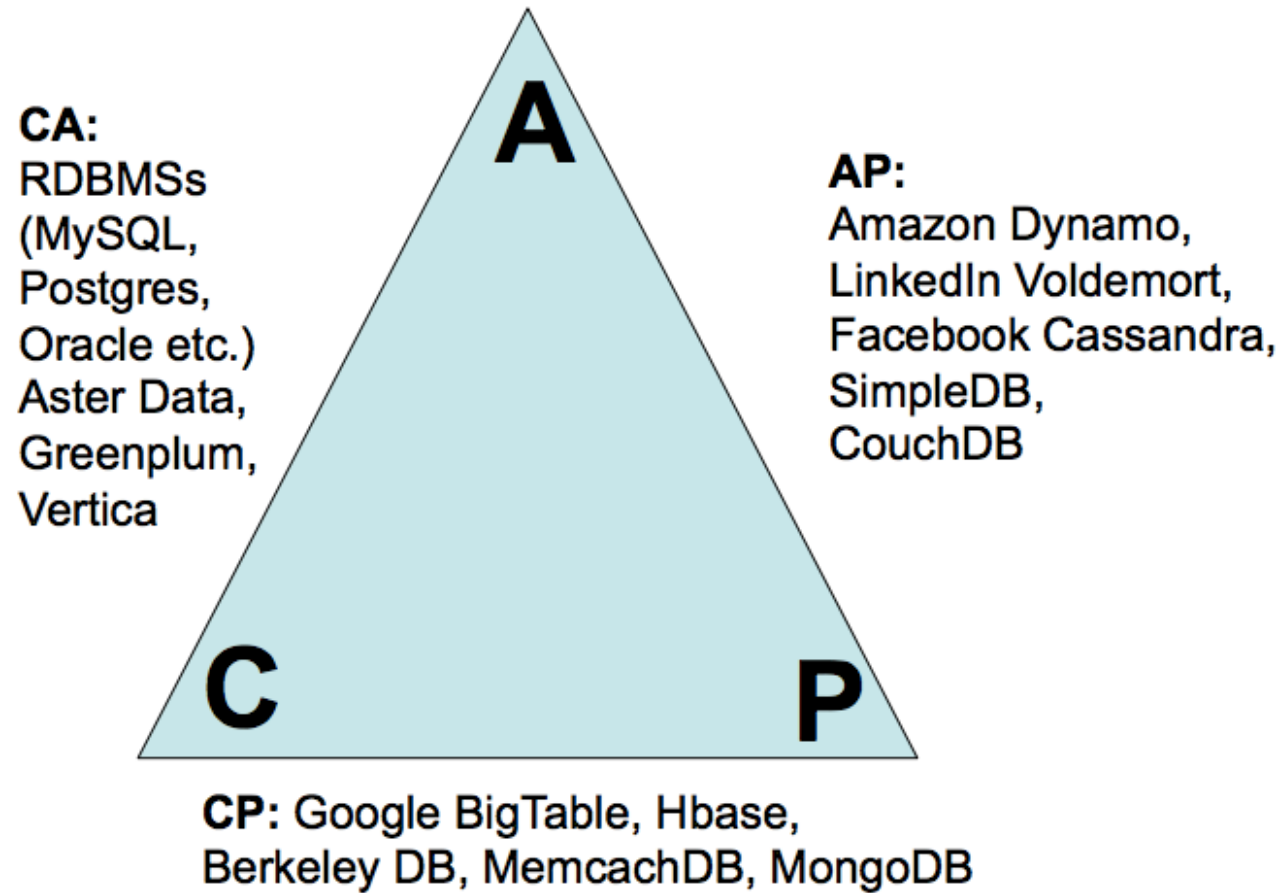 A
CA:
RDBMSs
(MySQL,
Postgres,
Oracle etc.)
Aster Data,
Greenplum,
Vertica
AP:
Amazon Dynamo,
LinkedIn Voldemort,
Facebook Cassandra,
SimpleDB,
CouchDB
C
P
CP: Google BigTable, Hbase,
Berkeley DB, MemcachDB, MongoDB